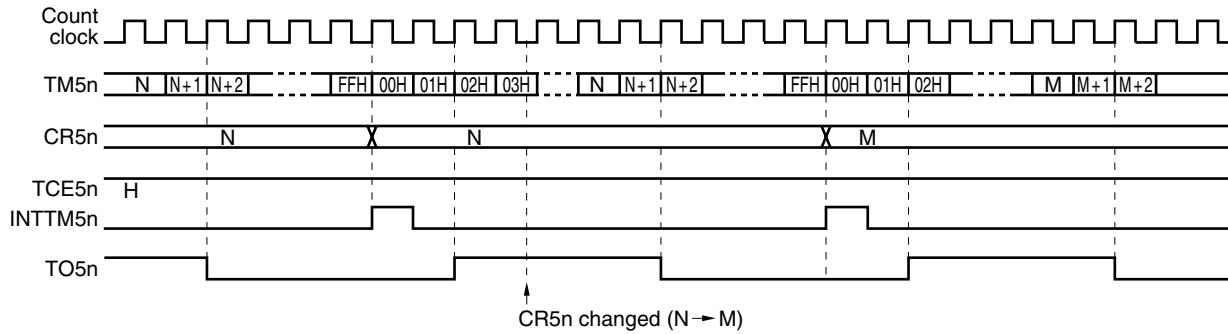 Count
clock
TM5n N N+1 N+2 FFH 00H 01H 02H 03H N N+1 N+2 FFH 00H 01H 02H M M+1 M+2
CR5n N N M
TCE5n H
INTTM5n
TO5n
CR5n changed (N→M)